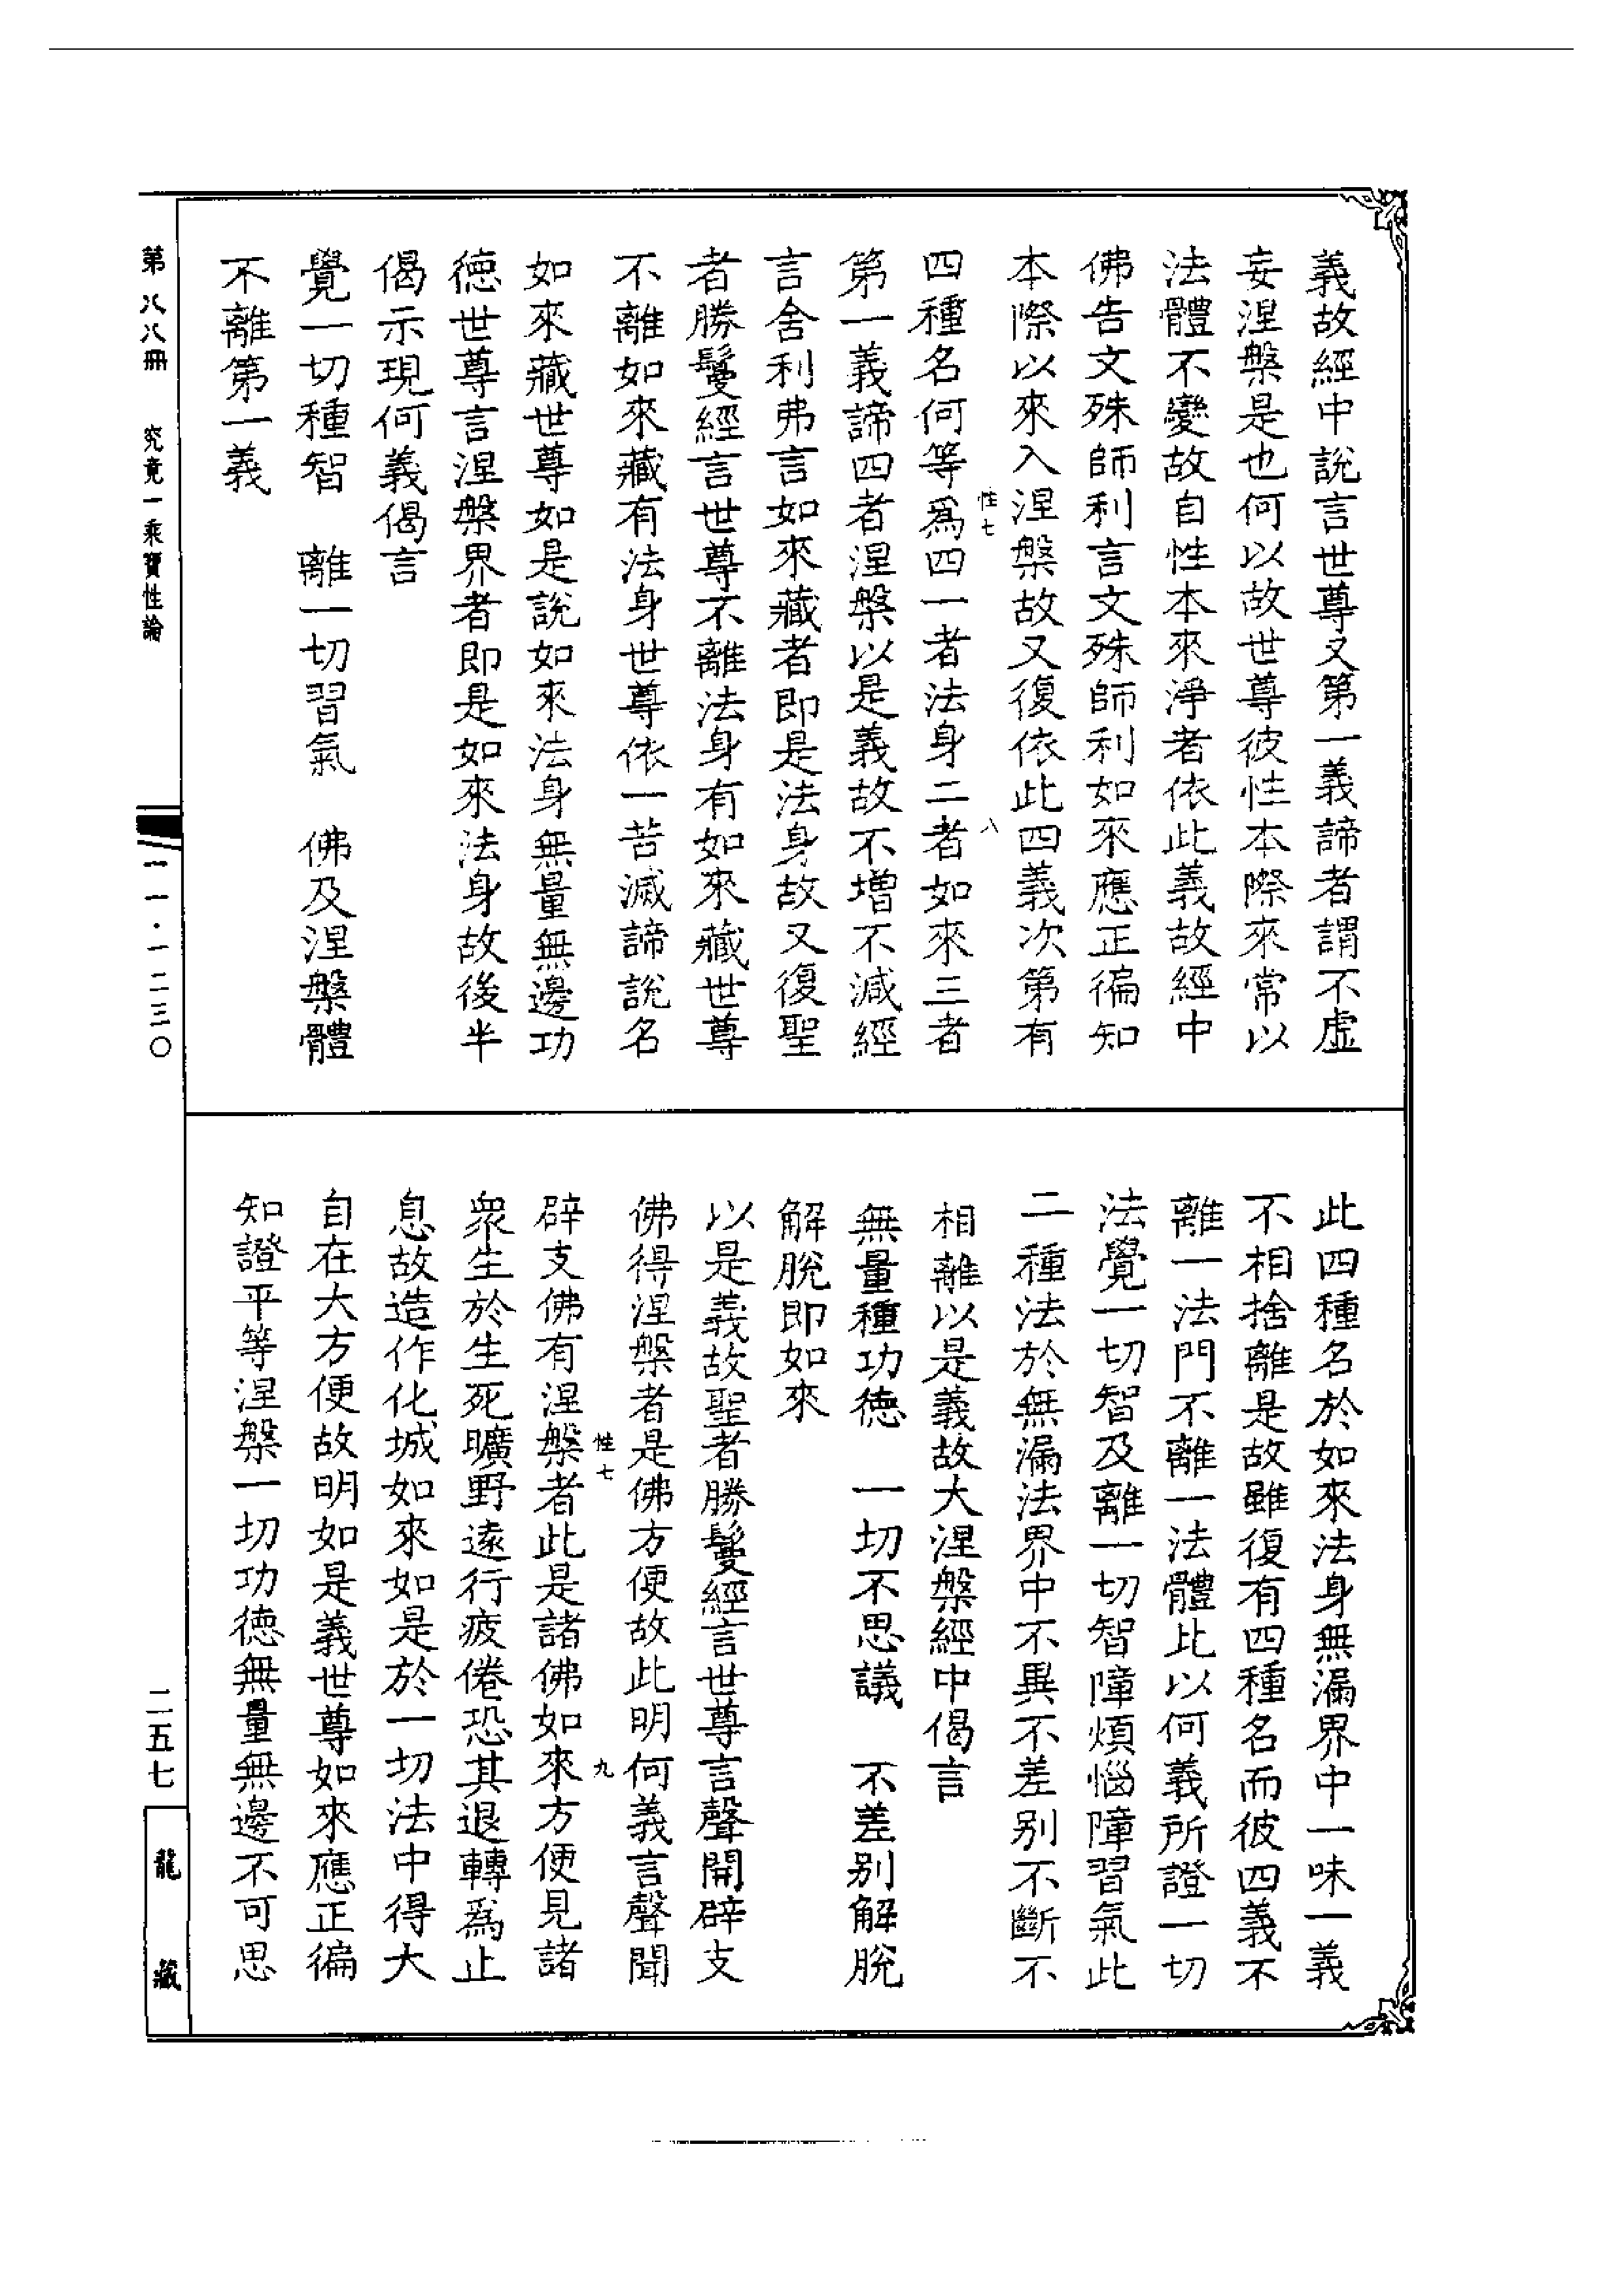 義故經中說言世尊又第一義諦者謂不虛
妄涅槃是也何以故世尊彼性本際來常以
法體不變故自性本來淨者依此義故經中
佛告文殊師利言文殊師利如來應正徧知
本際以來入涅槃故又復依此四義次第有
性七
八
四種名何等爲四一者法身二者如來三者
第一義諦四者涅槃以是義故不增不減經
言舍利弗言如來藏者即是法身故又復聖
者勝鬘經言世尊不離法身有如來藏世尊
不離如來藏有法身世尊依一苦滅諦說名
如來藏世尊如是說如來法身無量無邊功
德世尊言涅槃界者即是如來法身故後半
偈示現何義偈言
覺一切種智　離一切習氣　佛及涅槃體
不離第一義
此四種名於如來法身無漏界中一味一義
不相捨離是故雖復有四種名而彼四義不
離一法門不離一法體此以何義所證一切
法覺一切智及離一切智障煩惱障習氣此
二種法於無漏法界中不異不差別不斷不
相離以是義故大涅槃經中偈言
無量種功德　一切不思議　不差别解脫
解脫即如來
以是義故聖者勝鬘經言世尊言聲聞辟支
佛得涅槃者是佛方便故此明何義言聲聞
性七
九
辟支佛有涅槃者此是諸佛如來方便見諸
衆生於生死曠野遠行疲倦恐其退轉爲止
息故造作化城如來如是於一切法中得大
自在大方便故明如是義世尊如來應正徧
知證平等涅槃一切功德無量無邊不可思
第八八冊　究竟一乘寶性論
一一·一二三〇
二五七
龍藏